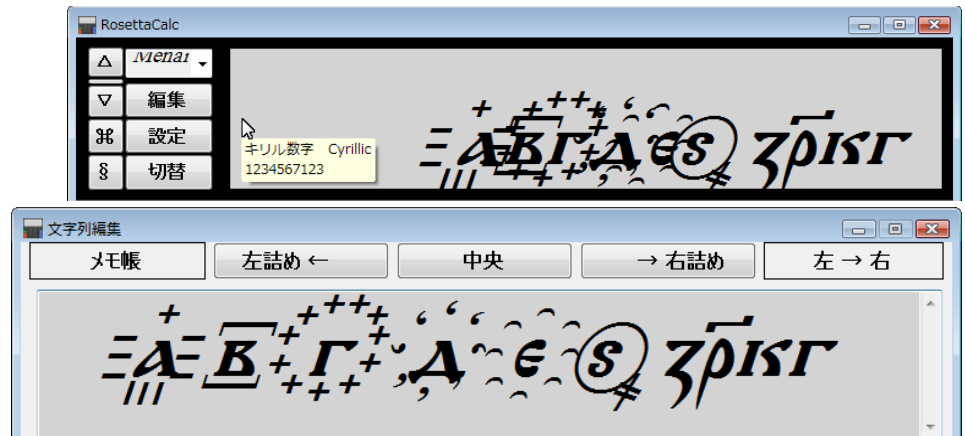 RosettaCalc
△ Menai
▽ 編集
⌘ 設定
§ 切替
キリル数字 Cyrillic
1234567123
文字列編集
メモ帳 左詰め ← 中央 → 右詰め 左 → 右